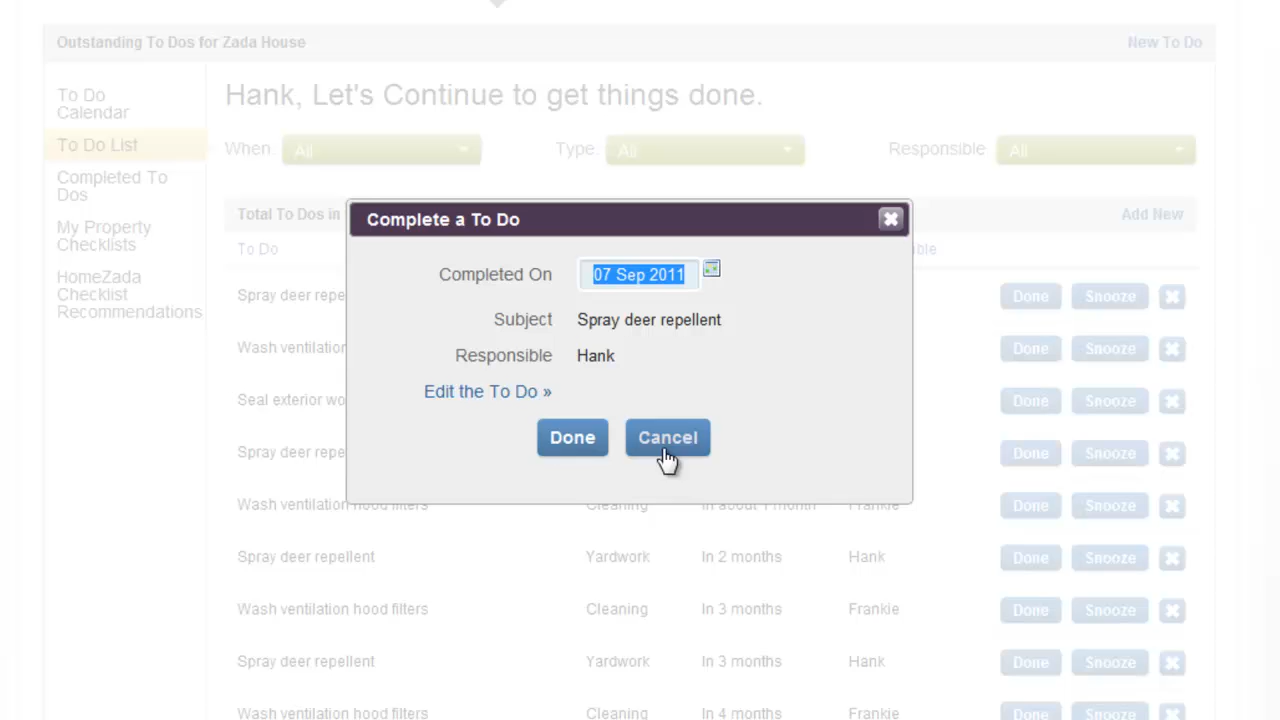 Outstanding To Dos for Zada House
New To Do
To Do
Calendar
To Do List
Completed To
Dos
My Property
Checklists
HomeZada
Checklist
Recommendations
Hank, Let's Continue to get things done.
When: All
Type: All
Responsible All
Total To Dos in
Add New
To Do
Complete a To Do
Completed On 07 Sep 2011
Subject Spray deer repellent
Responsible Hank
Edit the To Do »
Done Cancel
Spray deer repe Done Snooze
Wash ventilation Done Snooze
Seal exterior wo Done Snooze
Spray deer repe Done Snooze
Wash ventilation hood filters Cleaning In about 1 month Frankie Done Snooze
Spray deer repellent Yardwork In 2 months Hank Done Snooze
Wash ventilation hood filters Cleaning In 3 months Frankie Done Snooze
Spray deer repellent Yardwork In 3 months Hank Done Snooze
Wash ventilation hood filters Cleaning In 4 months Frankie Done Snooze